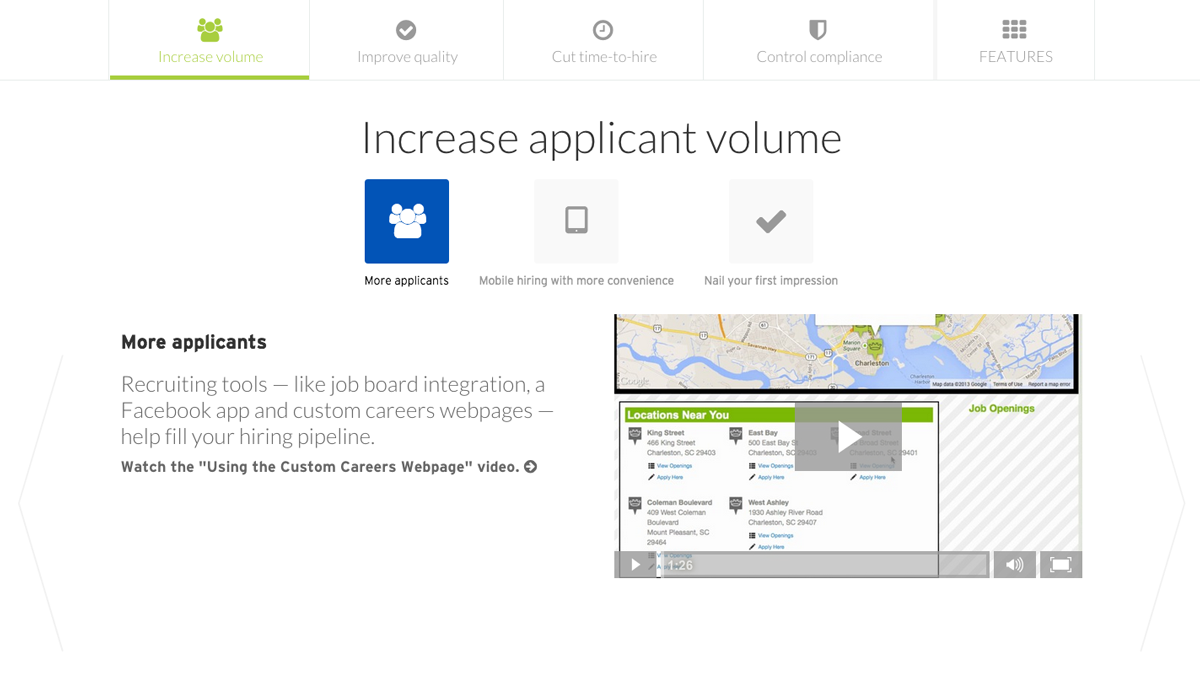 Increase volume
Improve quality
Cut time-to-hire
Control compliance
FEATURES
Increase applicant volume
More applicants
Mobile hiring with more convenience
Nail your first impression
More applicants
Recruiting tools — like job board integration, a
Facebook app and custom careers webpages —
help fill your hiring pipeline.
Watch the "Using the Custom Careers Webpage" video.
Marion
Square
Charleston
Google
Map data ©2013 Google
Terms of Use
Report a map error
Locations Near You
Job Openings
King Street
466 King Street
Charleston, SC 29403
View Openings
Apply Here
East Bay
500 East Bay
Charleston, SC
View Openings
Apply Here
Street
29401
View Openings
Apply Here
Coleman Boulevard
409 West Coleman
Boulevard
Mount Pleasant, SC
29464
West Ashley
1930 Ashley River Road
Charleston, SC 29407
View Openings
Apply Here
1:26